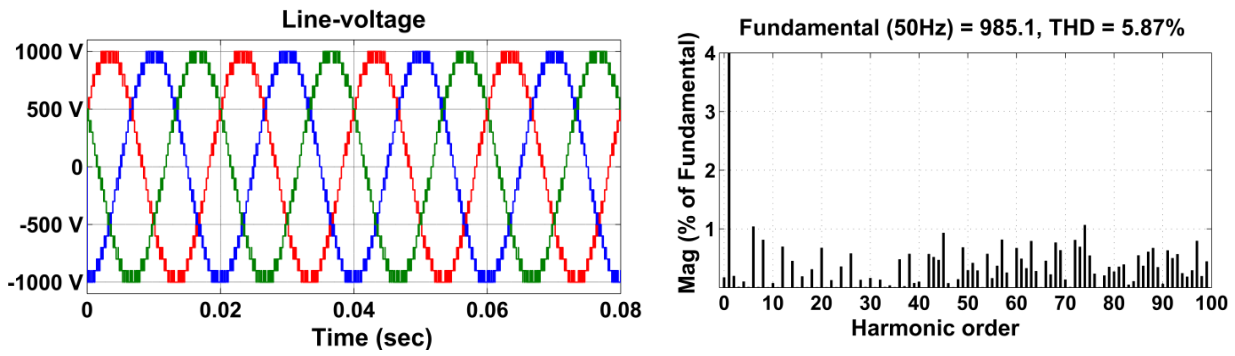 Line-voltage
1000 V
500 V
0
-500 V
-1000 V
0 0.02 0.04 0.06 0.08
Time (sec)
Fundamental (50Hz) = 985.1, THD = 5.87%
Mag (% of Fundamental)
4
3
2
1
0 10 20 30 40 50 60 70 80 90 100
Harmonic order